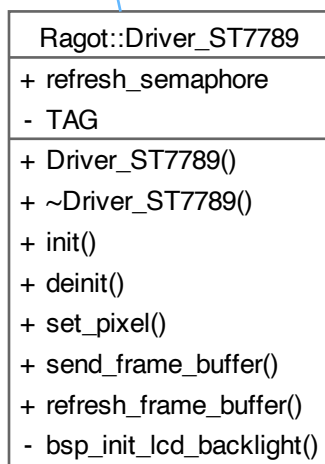 Ragot::Driver_ST7789
+ refresh_semaphore
- TAG
+ Driver_ST7789()
+ ~Driver_ST7789()
+ init()
+ deinit()
+ set_pixel()
+ send_frame_buffer()
+ refresh_frame_buffer()
- bsp_init_lcd_backlight()